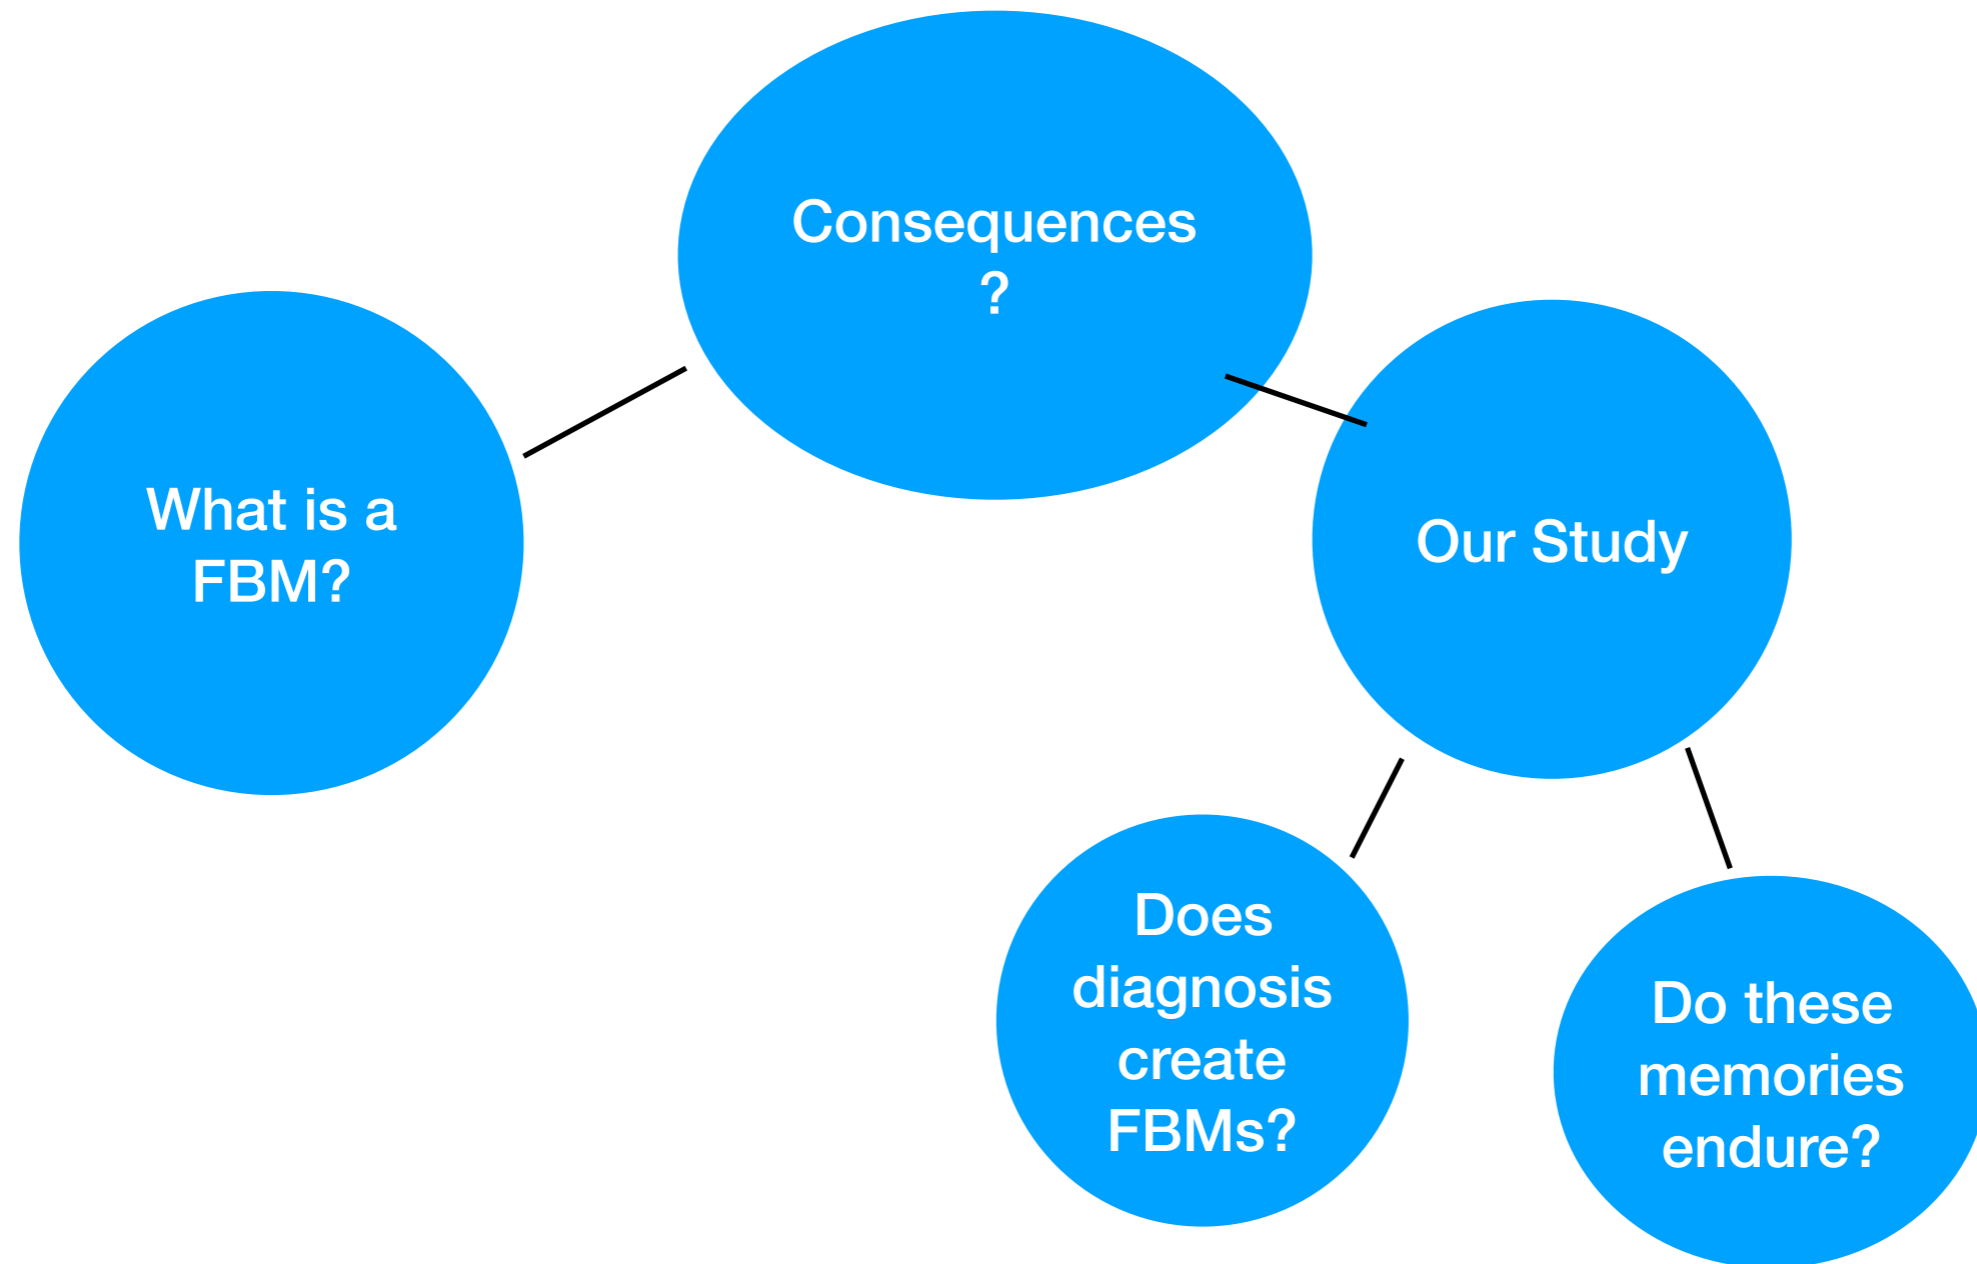 Consequences
?
What is a
FBM?
Our Study
Does
diagnosis
create
FBMs?
Do these
memories
endure?